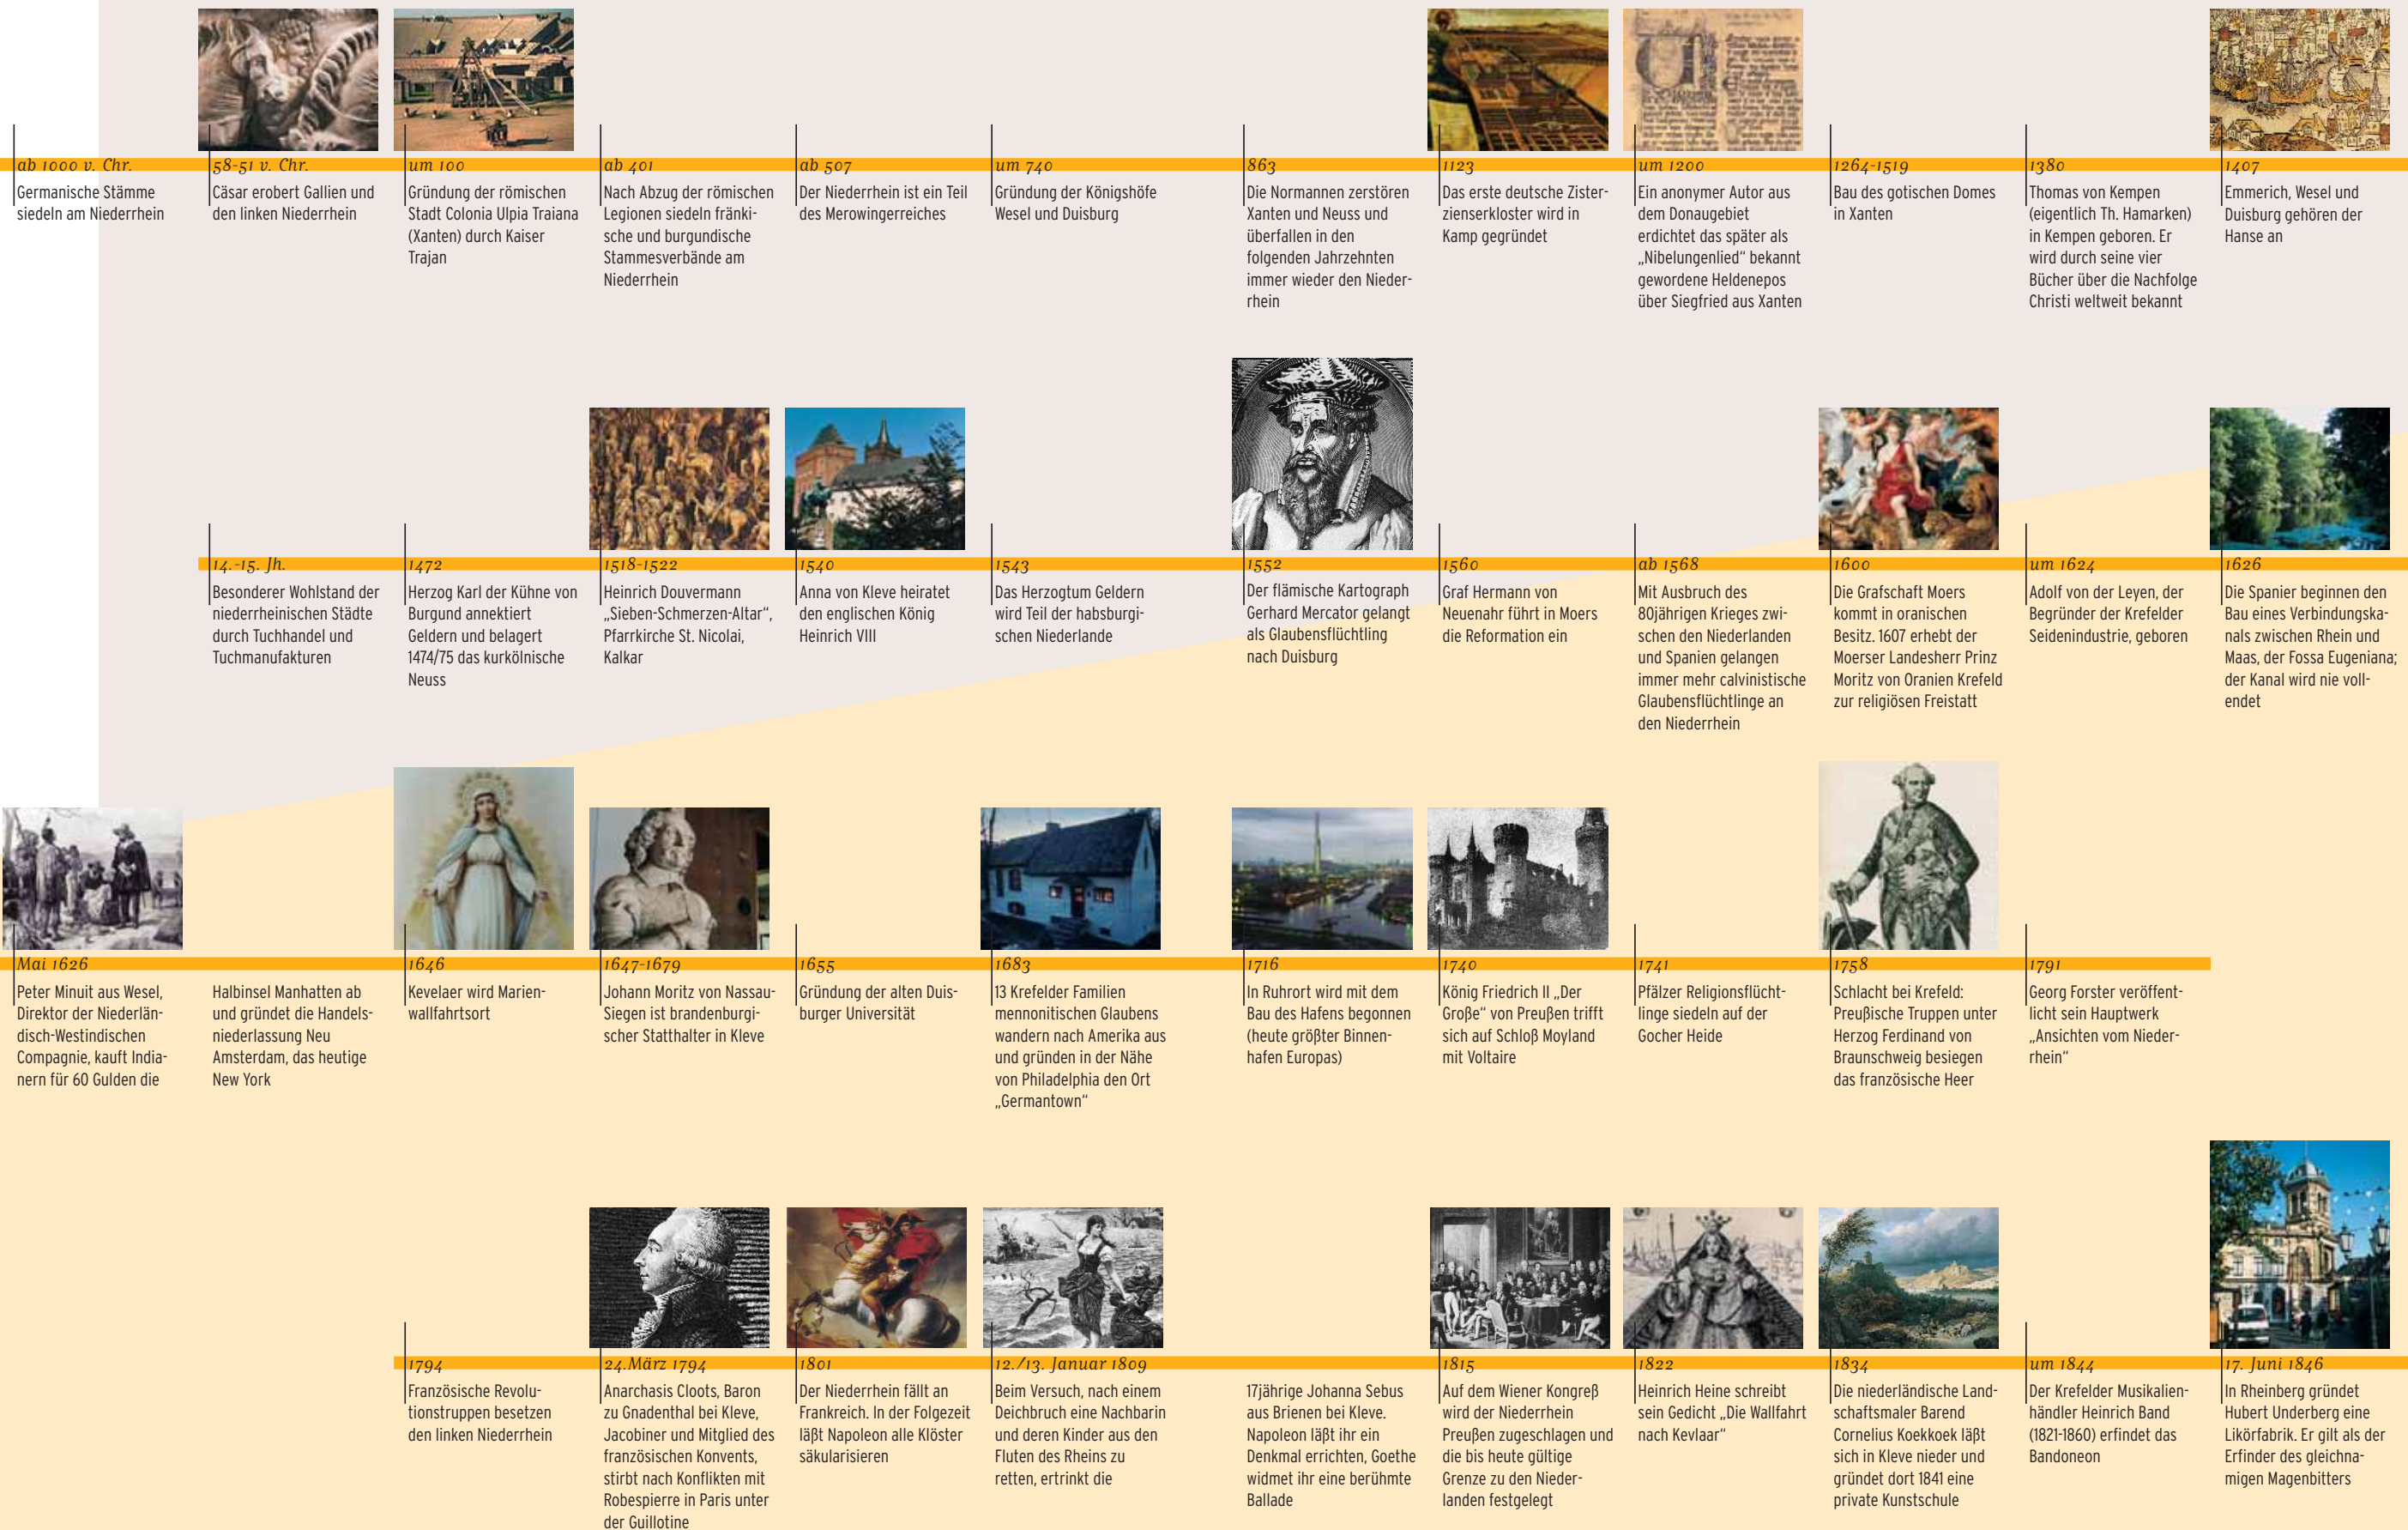 ab 1000 v. Chr.
Germanische Stämme
siedeln am Niederrhein
58-51 v. Chr.
Cäsar erobert Gallien und
den linken Niederrhein
um 100
Gründung der römischen
Stadt Colonia Ulpia Traiana
(Xanten) durch Kaiser
Trajan
ab 401
Nach Abzug der römischen
Legionen siedeln fränki-
sche und burgundische
Stammesverbände am
Niederrhein
ab 507
Der Niederrhein ist ein Teil
des Merowingerreiches
um 740
Gründung der Königshöfe
Wesel und Duisburg
863
Die Normannen zerstören
Xanten und Neuss und
überfallen in den
folgenden Jahrzehnten
immer wieder den Nieder-
rhein
1123
Das erste deutsche Zister-
zienserkloster wird in
Kamp gegründet
um 1200
Ein anonymer Autor aus
dem Donaugebiet
erdichtet das später als
„Nibelungenlied“ bekannt
gewordene Heldenepos
über Siegfried aus Xanten
1264-1519
Bau des gotischen Domes
in Xanten
1380
Thomas von Kempen
(eigentlich Th. Hamarken)
in Kempen geboren. Er
wird durch seine vier
Bücher über die Nachfolge
Christi weltweit bekannt
1407
Emmerich, Wesel und
Duisburg gehören der
Hanse an
14.-15. Jh.
Besonderer Wohlstand der
niederrheinischen Städte
durch Tuchhandel und
Tuchmanufakturen
1472
Herzog Karl der Kühne von
Burgund annektiert
Geldern und belagert
1474/75 das kurkölnische
Neuss
1518-1522
Heinrich Douvermann
„Sieben-Schmerzen-Altar“,
Pfarrkirche St. Nicolai,
Kalkar
1540
Anna von Kleve heiratet
den englischen König
Heinrich VIII
1543
Das Herzogtum Geldern
wird Teil der habsburgi-
schen Niederlande
1552
Der flämische Kartograph
Gerhard Mercator gelangt
als Glaubensflüchtling
nach Duisburg
1560
Graf Hermann von
Neuenahr führt in Moers
die Reformation ein
ab 1568
Mit Ausbruch des
80jährigen Krieges zwi-
schen den Niederlanden
und Spanien gelangen
immer mehr calvinistische
Glaubensflüchtlinge an
den Niederrhein
1600
Die Grafschaft Moers
kommt in oranischen
Besitz. 1607 erhebt der
Moerser Landesherr Prinz
Moritz von Oranien Krefeld
zur religiösen Freistatt
um 1624
Adolf von der Leyen, der
Begründer der Krefelder
Seidenindustrie, geboren
1626
Die Spanier beginnen den
Bau eines Verbindungska-
nals zwischen Rhein und
Maas, der Fossa Eugeniana;
der Kanal wird nie voll-
endet
Mai 1626
Peter Minuit aus Wesel,
Direktor der Niederlän-
disch-Westindischen
Compagnie, kauft India-
nern für 60 Gulden die
Halbinsel Manhatten ab
und gründet die Handels-
niederlassung Neu
Amsterdam, das heutige
New York
1646
Kevelaer wird Marien-
wallfahrtsort
1647-1679
Johann Moritz von Nassau-
Siegen ist brandenburgi-
scher Statthalter in Kleve
1655
Gründung der alten Duis-
burger Universität
1683
13 Krefelder Familien
mennonitischen Glaubens
wandern nach Amerika aus
und gründen in der Nähe
von Philadelphia den Ort
„Germantown“
1716
In Ruhrort wird mit dem
Bau des Hafens begonnen
(heute größter Binnen-
hafen Europas)
1740
König Friedrich II „Der
Große“ von Preußen trifft
sich auf Schloß Moyland
mit Voltaire
1741
Pfälzer Religionsflücht-
linge siedeln auf der
Gocher Heide
1758
Schlacht bei Krefeld:
Preußische Truppen unter
Herzog Ferdinand von
Braunschweig besiegen
das französische Heer
1791
Georg Forster veröffent-
licht sein Hauptwerk
„Ansichten vom Nieder-
rhein“
1794
Französische Revolu-
tionstruppen besetzen
den linken Niederrhein
24.März 1794
Anarchasis Cloots, Baron
zu Gnadenthal bei Kleve,
Jacobiner und Mitglied des
französischen Konvents,
stirbt nach Konflikten mit
Robespierre in Paris unter
der Guillotine
1801
Der Niederrhein fällt an
Frankreich. In der Folgezeit
läßt Napoleon alle Klöster
säkularisieren
12./13. Januar 1809
Beim Versuch, nach einem
Deichbruch eine Nachbarin
und deren Kinder aus den
Fluten des Rheins zu
retten, ertrinkt die
17jährige Johanna Sebus
aus Brienen bei Kleve.
Napoleon läßt ihr ein
Denkmal errichten, Goethe
widmet ihr eine berühmte
Ballade
1815
Auf dem Wiener Kongreß
wird der Niederrhein
Preußen zugeschlagen und
die bis heute gültige
Grenze zu den Nieder-
landen festgelegt
1822
Heinrich Heine schreibt
sein Gedicht „Die Wallfahrt
nach Kevlaar“
1834
Die niederländische Land-
schaftsmaler Barend
Cornelius Koekkoek läßt
sich in Kleve nieder und
gründet dort 1841 eine
private Kunstschule
um 1844
Der Krefelder Musikalien-
händler Heinrich Band
(1821-1860) erfindet das
Bandoneon
17. Juni 1846
In Rheinberg gründet
Hubert Underberg eine
Likörfabrik. Er gilt als der
Erfinder des gleichna-
migen Magenbitters